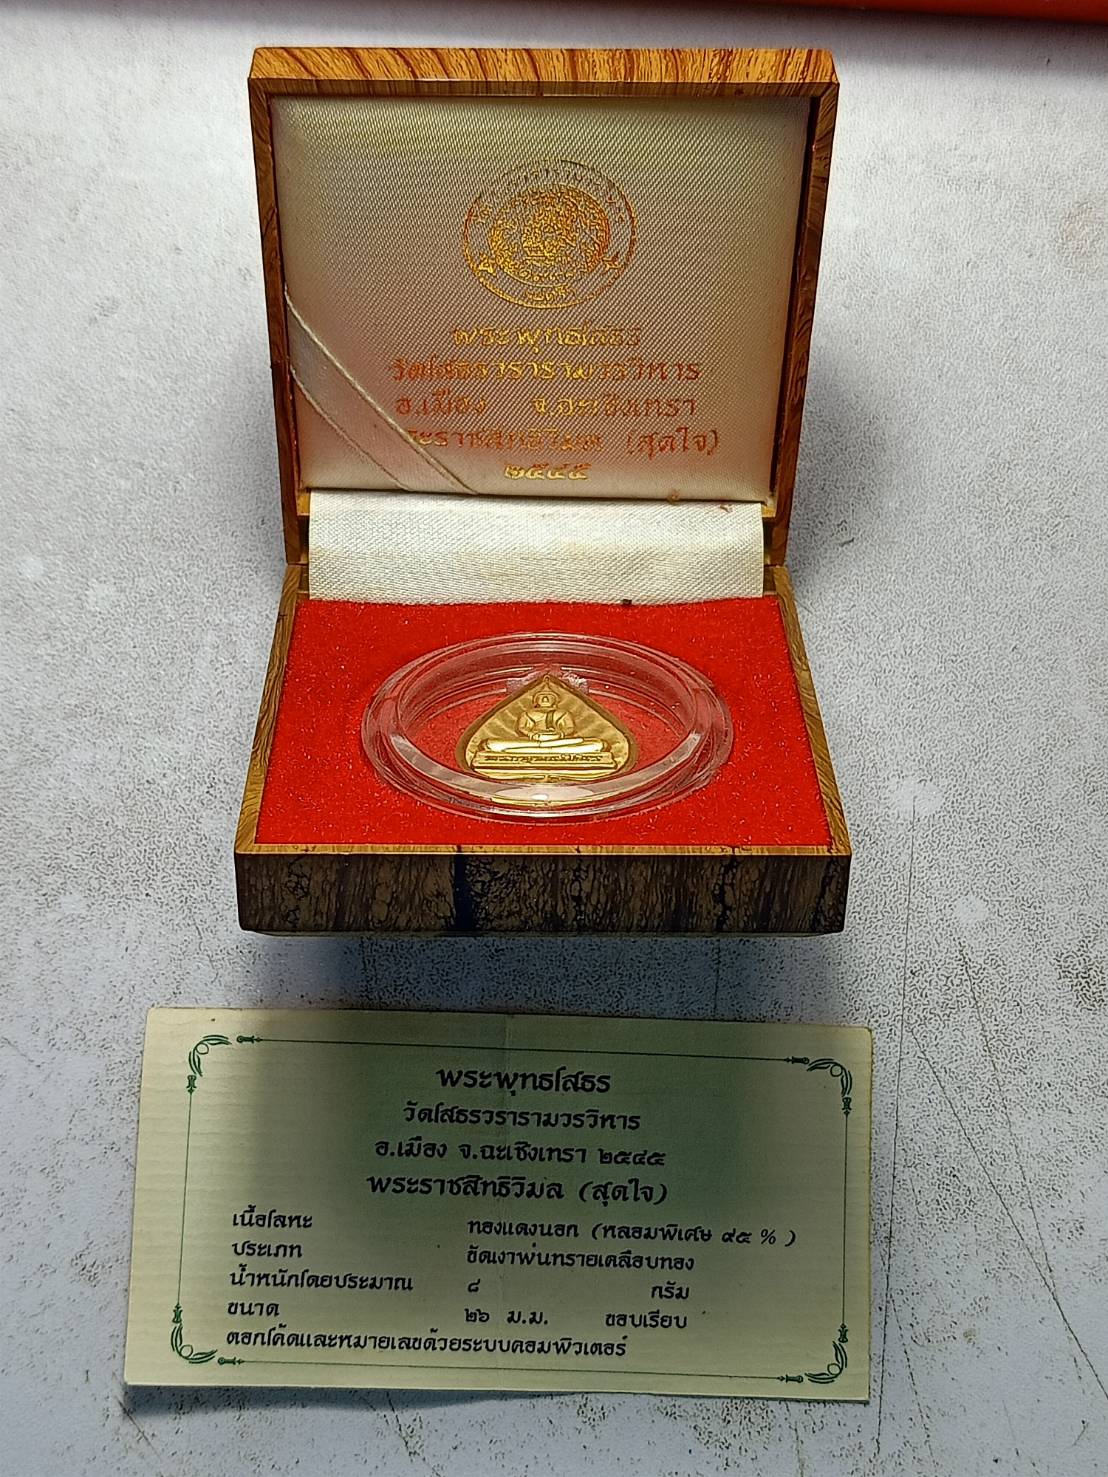 พระพุทธโสธร
วัดโสธรวรารามวรวิหาร
อ.เมือง จ.ฉะเชิงเทรา
พระราชสิทธิวิมล (สุดใจ)
๒๕๔๕
พระพุทธโสธร
วัดโสธรวรารามวรวิหาร
อ.เมือง จ.ฉะเชิงเทรา ๒๕๔๕
พระราชสิทธิวิมล (สุดใจ)
เนื้อโลหะ ทองแดงนอก (หลอมพิเศษ ๙๕ % )
ประเภท ขัดเงาพ่นทรายเคลือบทอง
น้ำหนักโดยประมาณ ๘ กรัม
ขนาด ๒๖ ม.ม. ขอบเรียบ
ตอกโค้ดและหมายเลขด้วยระบบคอมพิวเตอร์